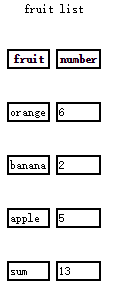 fruit list
fruit number
orange 6
banana 2
apple 5
sum 13